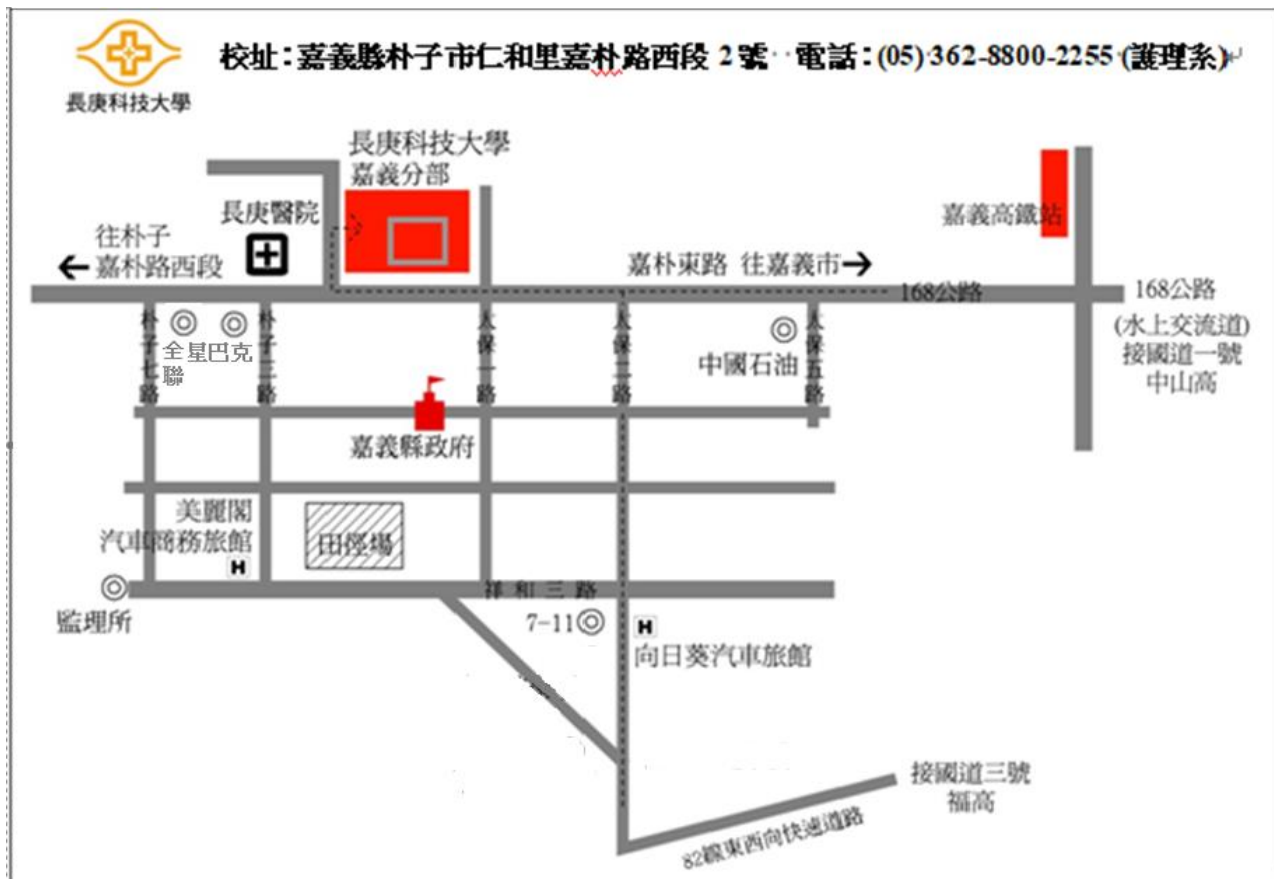 校址：嘉義縣朴子市仁和里嘉朴路西段 2 號  電話：(05) 362-8800-2255 (護理系)
長庚科技大學
長庚科技大學
嘉義分部
長庚醫院
嘉義高鐵站
往朴子
嘉朴路西段
嘉朴東路 往嘉義市
168公路
168公路
(水上交流道)
接國道一號
中山高
朴子七路
全聯
星巴克
朴子三路
太保一路
太保二路
中國石油
太保五路
嘉義縣政府
美麗閣
汽車商務旅館
H
田徑場
祥和三路
監理所
7-11
H
向日葵汽車旅館
接國道三號
福高
82線東西向快速道路